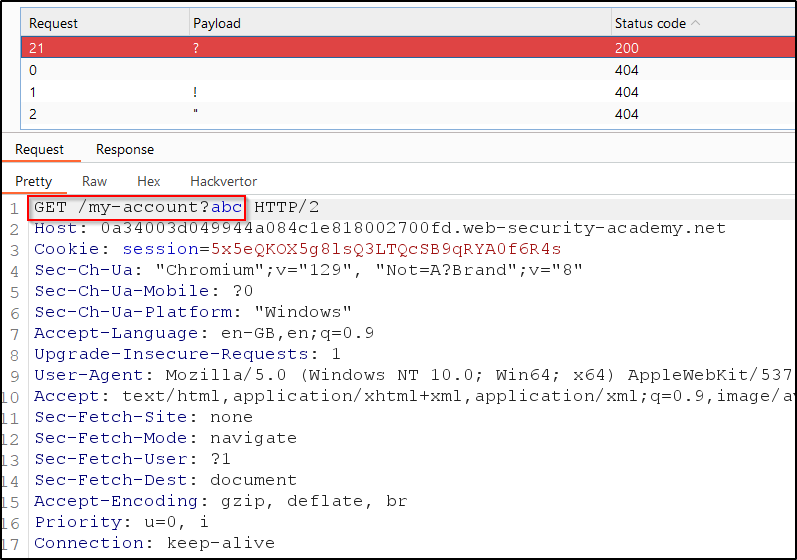 Request Payload Status code
21 ? 200
0 404
1 ! 404
2 " 404
Request Response
Pretty Raw Hex Hackvertor
1 GET /my-account?abc HTTP/2
2 Host: 0a34003d049944a084c1e818002700fd.web-security-academy.net
3 Cookie: session=5x5eQKOX5g8lsQ3LTQcSB9qRYA0f6R4s
4 Sec-Ch-Ua: "Chromium";v="129", "Not=A?Brand";v="8"
5 Sec-Ch-Ua-Mobile: ?0
6 Sec-Ch-Ua-Platform: "Windows"
7 Accept-Language: en-GB,en;q=0.9
8 Upgrade-Insecure-Requests: 1
9 User-Agent: Mozilla/5.0 (Windows NT 10.0; Win64; x64) AppleWebKit/537
10 Accept: text/html,application/xhtml+xml,application/xml;q=0.9,image/av
11 Sec-Fetch-Site: none
12 Sec-Fetch-Mode: navigate
13 Sec-Fetch-User: ?1
14 Sec-Fetch-Dest: document
15 Accept-Encoding: gzip, deflate, br
16 Priority: u=0, i
17 Connection: keep-alive